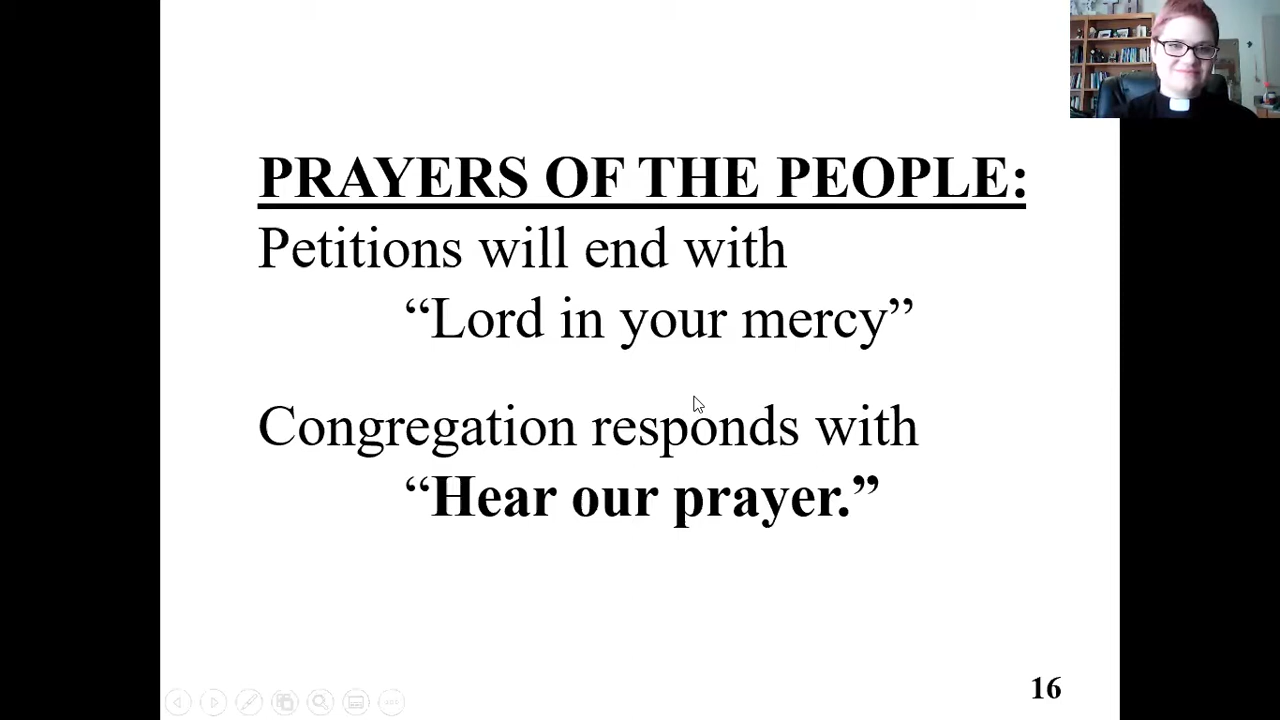 PRAYERS OF THE PEOPLE:
Petitions will end with
“Lord in your mercy”
Congregation responds with
“Hear our prayer.”
16